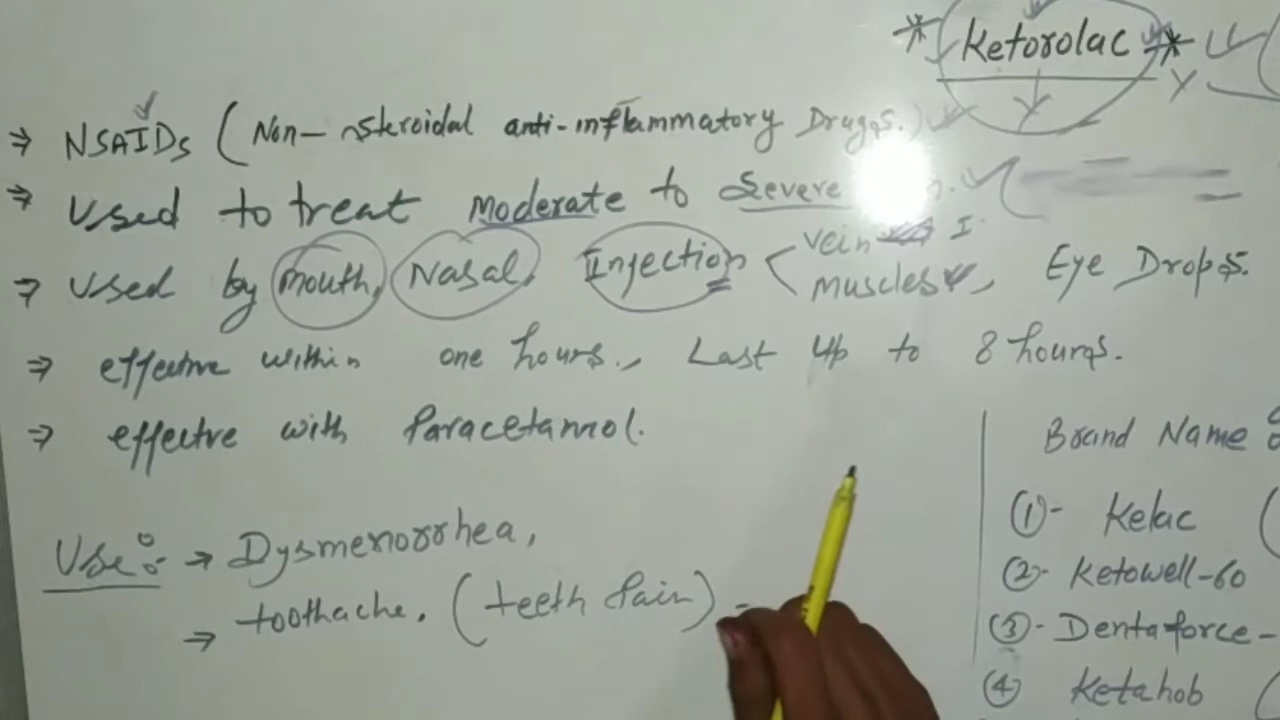 * Ketorolac *
⇒ NSAIDs (Non-nsteroidal anti-inflammatory Drugs.)
⇒ Used to treat moderate to Severe
⇒ Used by mouth, Nasal, Injection < vein I.
muscles, Eye Drops.
⇒ effective within one hours., Last up to 8 hours.
⇒ effective with Paracetamol.
Use: → Dysmenorrhea,
→ toothache. (teeth Pain) -
Brand Name :
①- Kelac (
②- Ketowell-60
③- Dentaforce-
④ Ketahob (